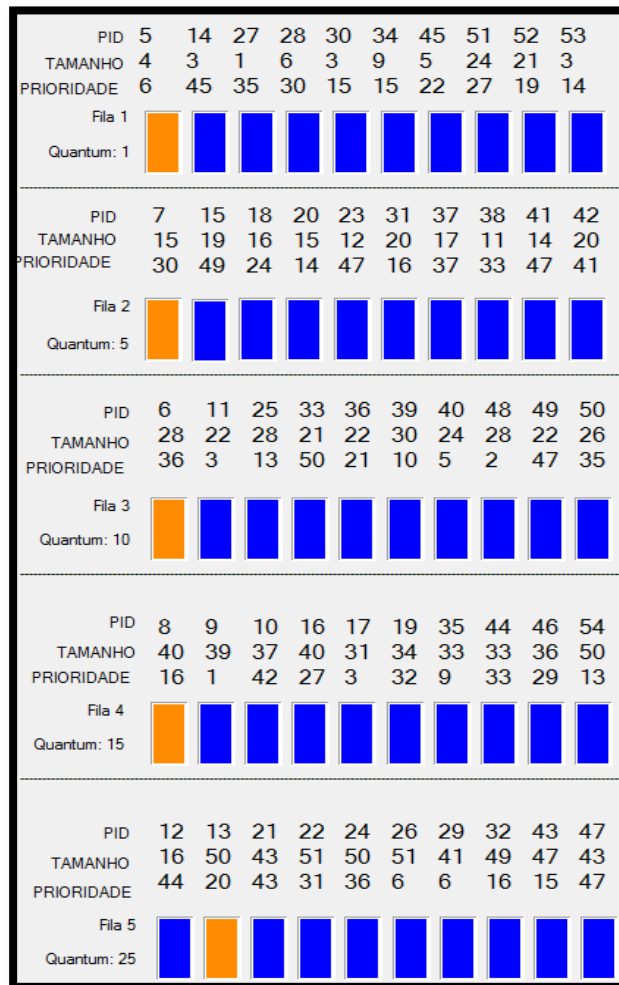 PID 5 14 27 28 30 34 45 51 52 53
TAMANHO 4 3 1 6 3 9 5 24 21 3
PRIORIDADE 6 45 35 30 15 15 22 27 19 14
Fila 1
Quantum: 1
PID 7 15 18 20 23 31 37 38 41 42
TAMANHO 15 19 16 15 12 20 17 11 14 20
PRIORIDADE 30 49 24 14 47 16 37 33 47 41
Fila 2
Quantum: 5
PID 6 11 25 33 36 39 40 48 49 50
TAMANHO 28 22 28 21 22 30 24 28 22 26
PRIORIDADE 36 3 13 50 21 10 5 2 47 35
Fila 3
Quantum: 10
PID 8 9 10 16 17 19 35 44 46 54
TAMANHO 40 39 37 40 31 34 33 33 36 50
PRIORIDADE 16 1 42 27 3 32 9 33 29 13
Fila 4
Quantum: 15
PID 12 13 21 22 24 26 29 32 43 47
TAMANHO 16 50 43 51 50 51 41 49 47 43
PRIORIDADE 44 20 43 31 36 6 6 16 15 47
Fila 5
Quantum: 25